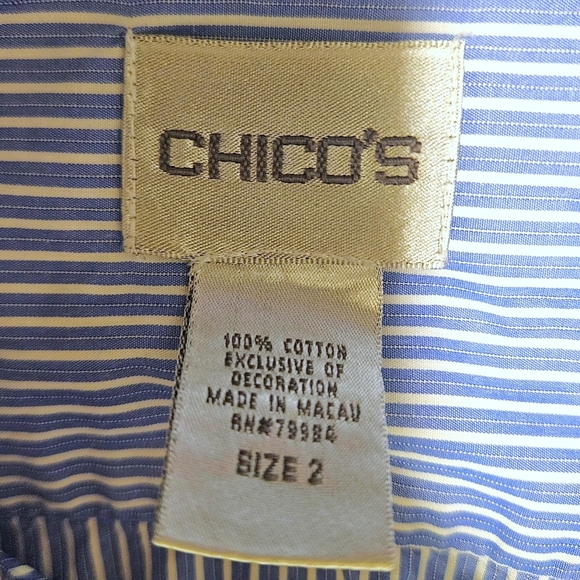 CHICO'S
100% COTTON
EXCLUSIVE OF
DECORATION
MADE IN MACAU
RN#79984
SIZE 2